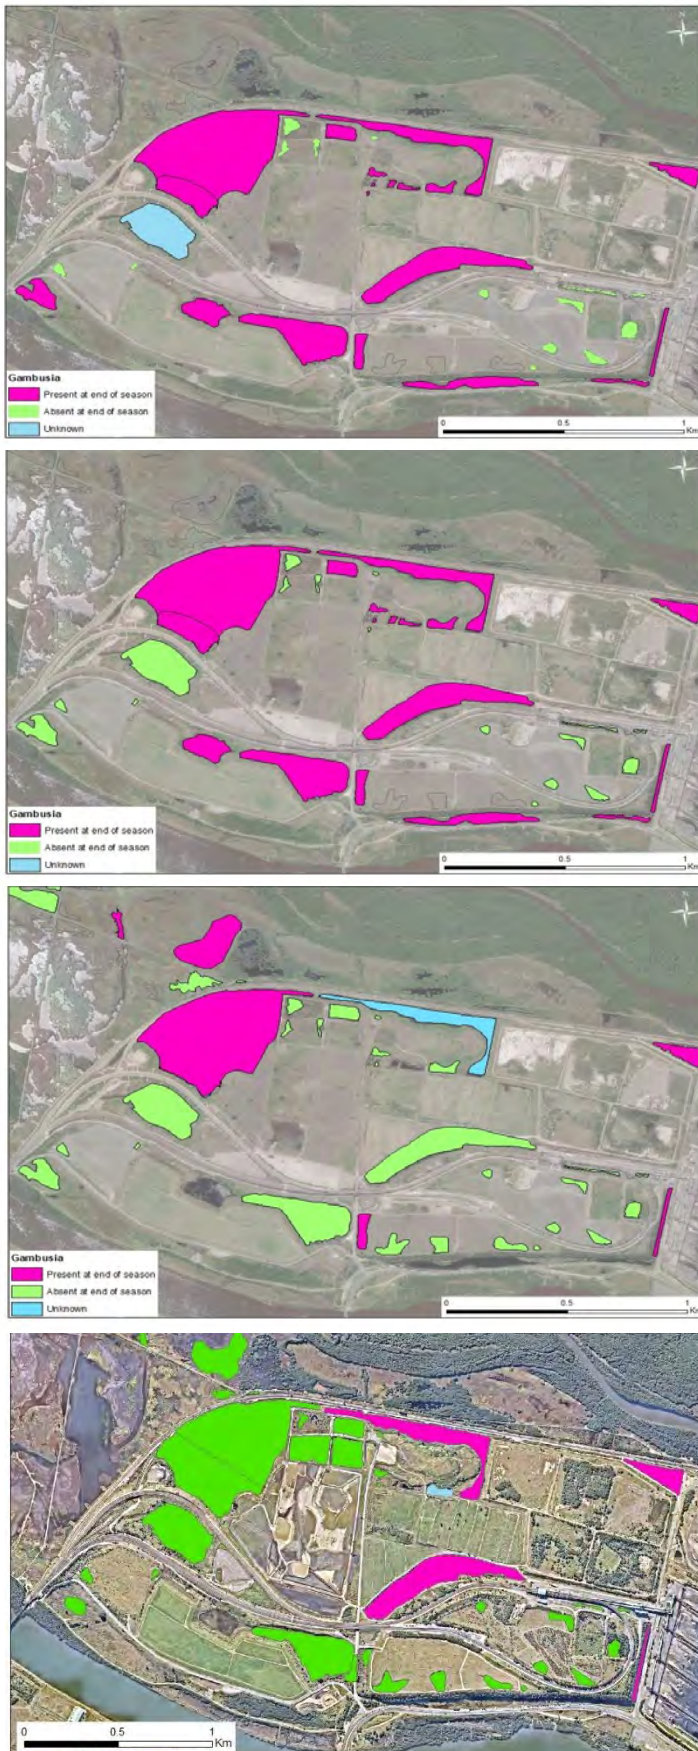 N
Gambusia
Present at end of season
Absent at end of season
Unknown
0 0.5 1
Km
N
Gambusia
Present at end of season
Absent at end of season
Unknown
0 0.5 1
Km
N
Gambusia
Present at end of season
Absent at end of season
Unknown
0 0.5 1
Km
0 0.5 1
Km